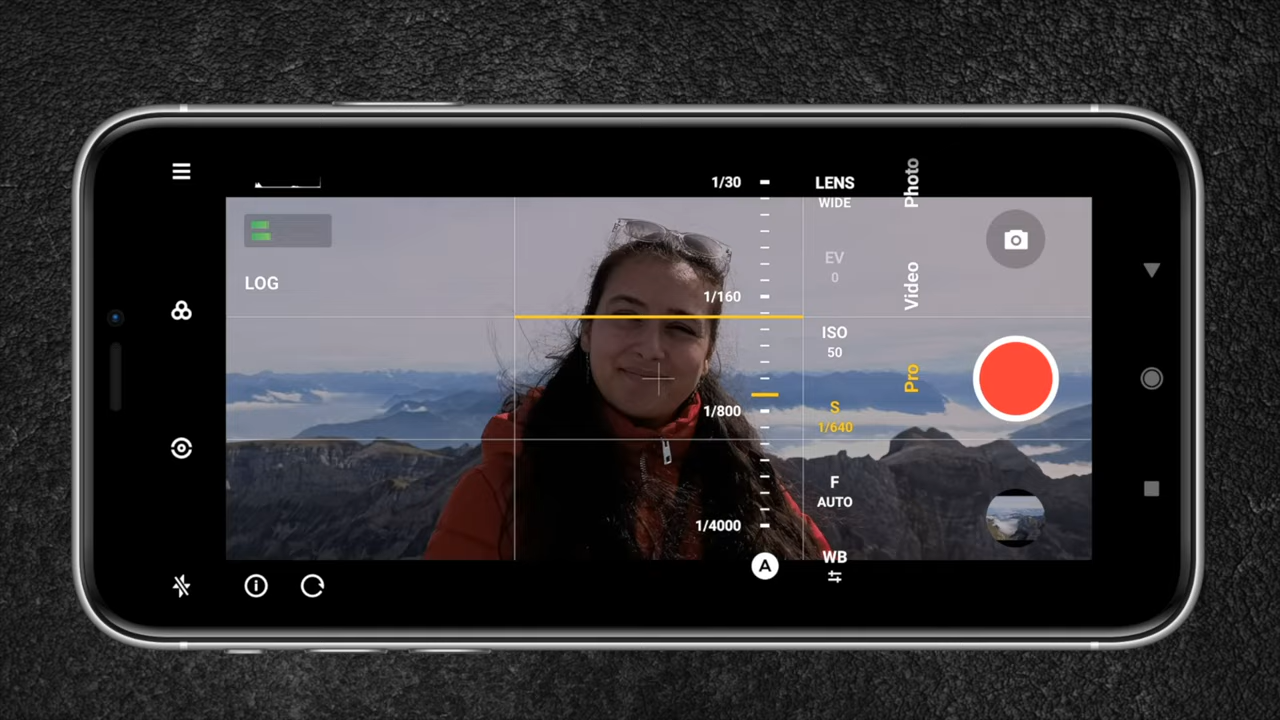 1/30
1/160
1/800
1/4000
LOG
LENS
WIDE
EV
0
ISO
50
S
1/640
F
AUTO
WB
A
Photo
Video
Pro